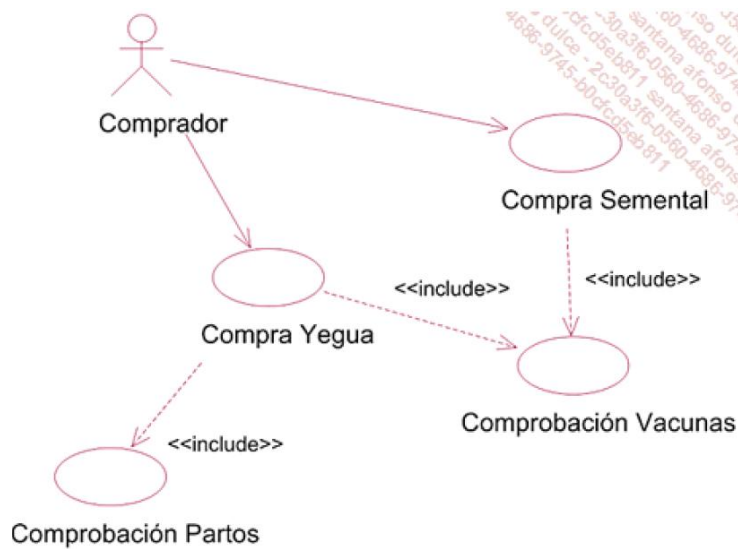 Comprador
Compra Semental
<<include>>
<<include>>
Compra Yegua
Comprobación Vacunas
<<include>>
Comprobación Partos